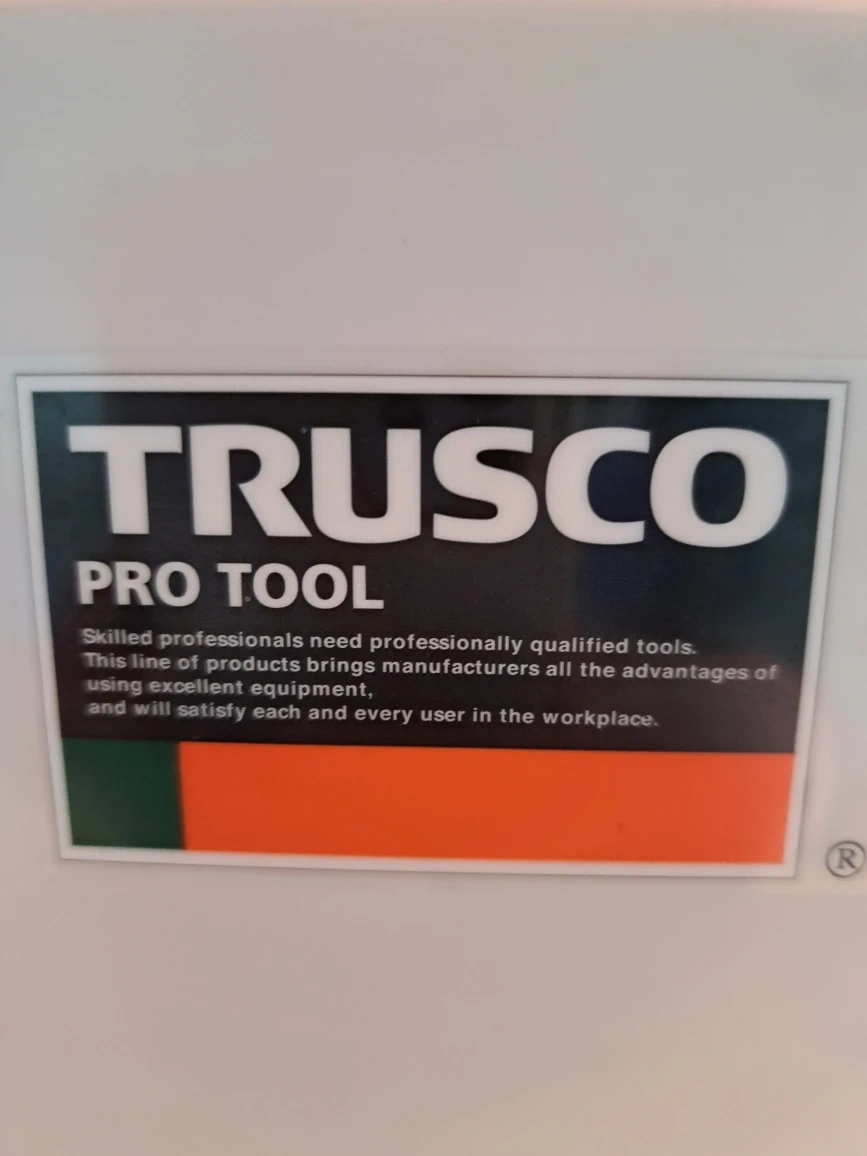 TRUSCO
PRO TOOL
Skilled professionals need professionally qualified tools.
This line of products brings manufacturers all the advantages of
using excellent equipment,
and will satisfy each and every user in the workplace.
®